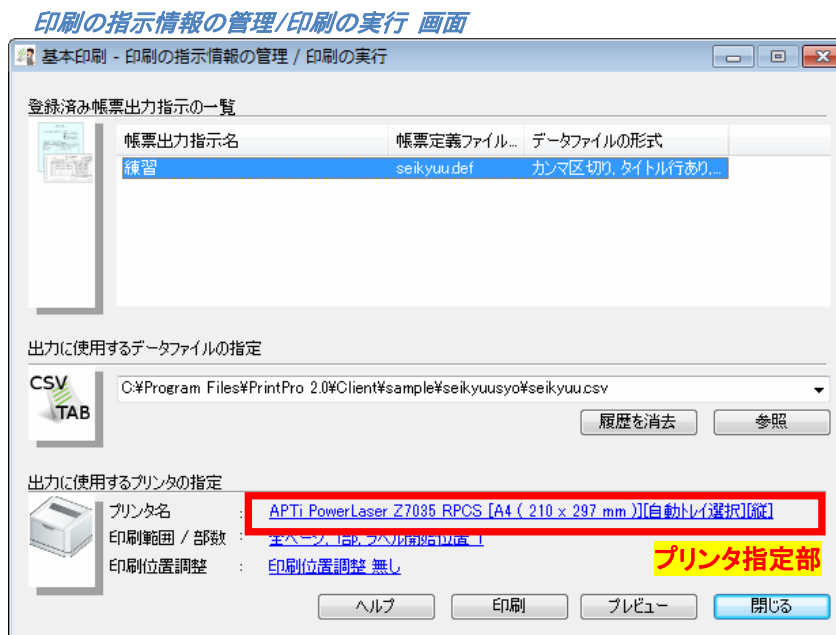 印刷の指示情報の管理/印刷の実行 画面
基本印刷 - 印刷の指示情報の管理 / 印刷の実行
登録済み帳票出力指示の一覧
帳票出力指示名 帳票定義ファイル... データファイルの形式
練習 seikyuu.def カンマ区切り, タイトル行あり,...
出力に使用するデータファイルの指定
CSV
TAB
C:¥Program Files¥PrintPro 2.0¥Client¥sample¥seikyuusyo¥seikyuu.csv
履歴を消去 参照
出力に使用するプリンタの指定
プリンタ名 : APTi PowerLaser Z7035 RPCS [A4 ( 210 x 297 mm )][自動トレイ選択][縦]
印刷範囲 / 部数 : 全ページ, 1部, ラベル開始位置 1
プリンタ指定部
印刷位置調整 : 印刷位置調整 無し
ヘルプ 印刷 プレビュー 閉じる